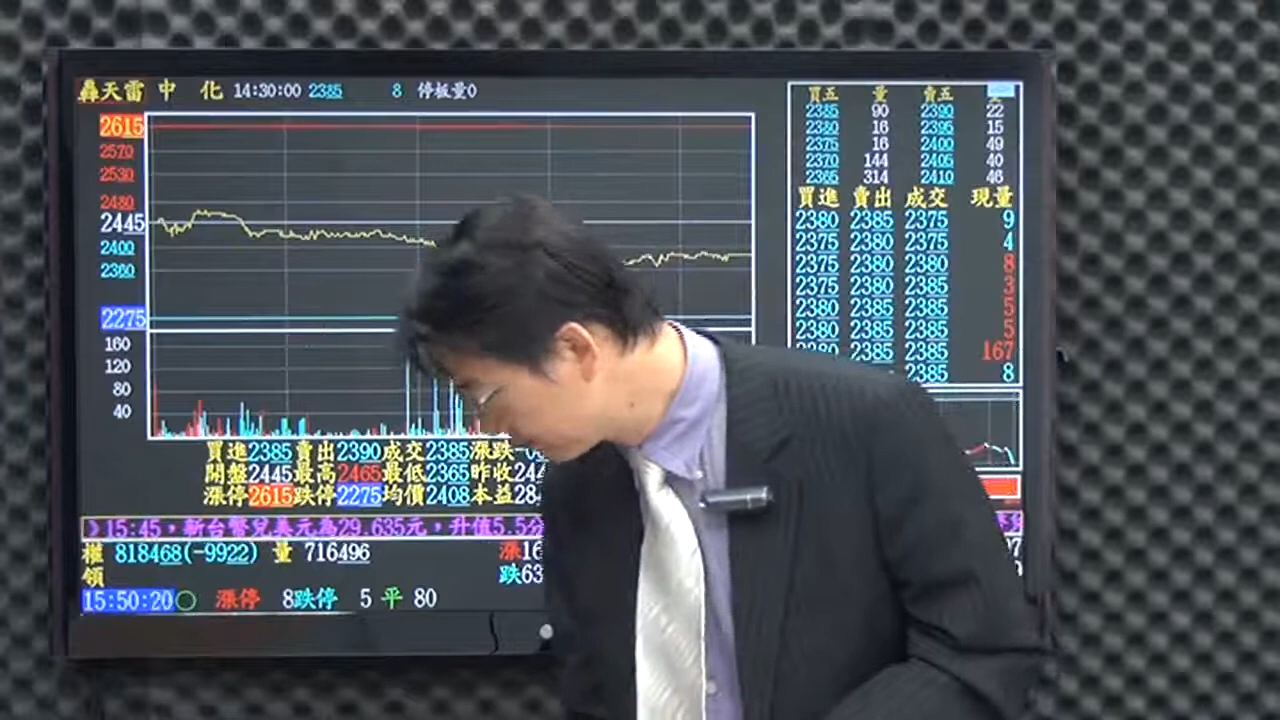 轟天雷 中 化 14:30:00 2385 8 停板量0
2615
2570
2530
2480
2445
2400
2360
2275
160
120
80
40
買五 量 賣五
2385 90 2390 22
2380 16 2395 15
2375 16 2400 49
2370 144 2405 40
2365 314 2410 46
買進 賣出 成交 現量
2380 2385 2375 9
2375 2380 2375 4
2375 2380 2380 8
2375 2380 2380 3
2380 2385 2385 5
2380 2385 2385 5
2380 2385 2385 167
2380 2385 2385 8
買進2385賣出2390成交2385漲跌
開盤2445最高2465最低2365昨收
漲停2615跌停2275均價2408本益
15:45，新台幣兌美元為29.635元，升值5.5分
權 818468(-9922) 量 716496 漲
領 跌
15:50:20 漲停 8跌停 5 平 80